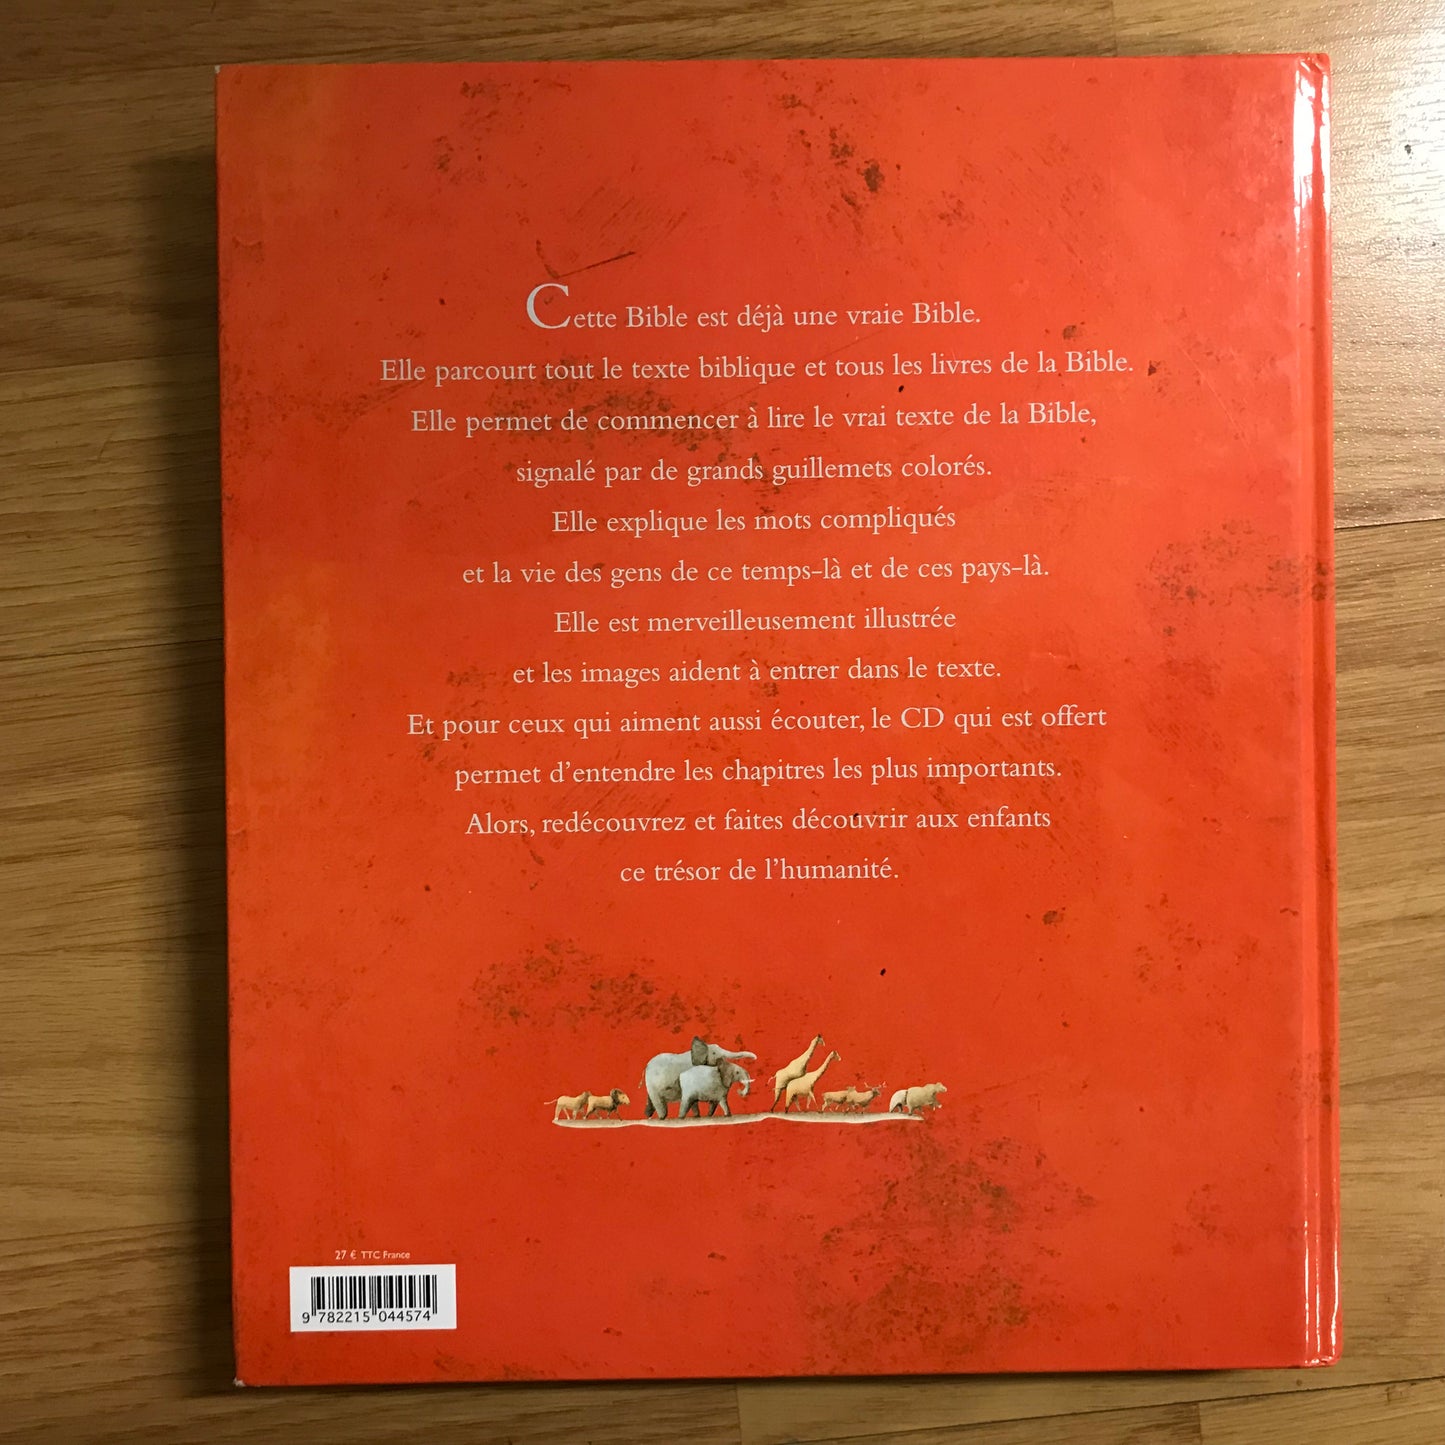 Cette Bible est déjà une vraie Bible.
Elle parcourt tout le texte biblique et tous les livres de la Bible.
Elle permet de commencer à lire le vrai texte de la Bible,
signalé par de grands guillemets colorés.
Elle explique les mots compliqués
et la vie des gens de ce temps-là et de ces pays-là.
Elle est merveilleusement illustrée
et les images aident à entrer dans le texte.
Et pour ceux qui aiment aussi écouter, le CD qui est offert
permet d'entendre les chapitres les plus importants.
Alors, redécouvrez et faites découvrir aux enfants
ce trésor de l'humanité.
27 € TTC France
9 782215 044574